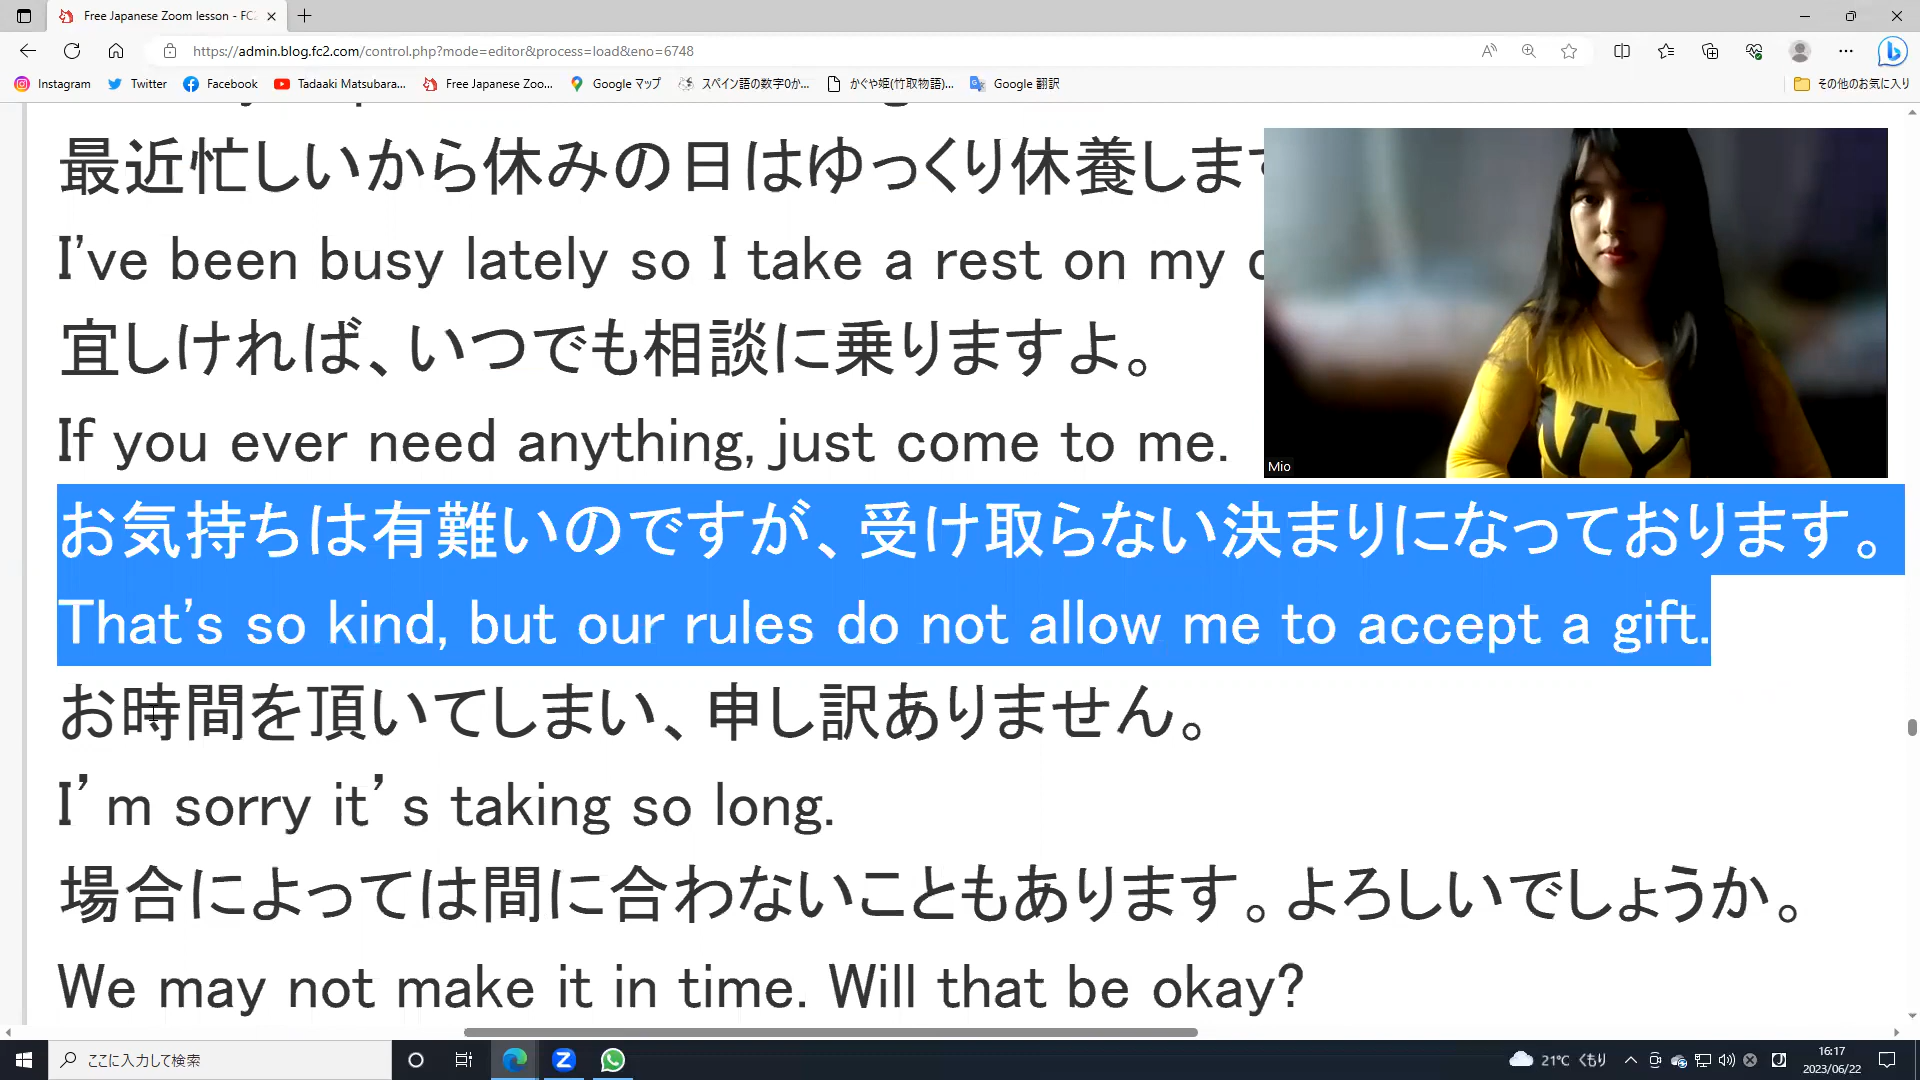 Free Japanese Zoom lesson - FC2
https://admin.blog.fc2.com/control.php?mode=editor&process=load&eno=6748
Instagram
Twitter
Facebook
Tadaaki Matsubara...
Free Japanese Zoo...
Google マップ
スペイン語の数字0か...
かぐや姫(竹取物語)...
Google 翻訳
その他のお気に入り
最近忙しいから休みの日はゆっくり休養します
I've been busy lately so I take a rest on my d
宜しければ、いつでも相談に乗りますよ。
If you ever need anything, just come to me.
NY
Mio
お気持ちは有難いのですが、受け取らない決まりになっております。
That's so kind, but our rules do not allow me to accept a gift.
お時間を頂いてしまい、申し訳ありません。
I’m sorry it’s taking so long.
場合によっては間に合わないこともあります。よろしいでしょうか。
We may not make it in time. Will that be okay?
ここに入力して検索
21℃ くもり
16:17
2023/06/22